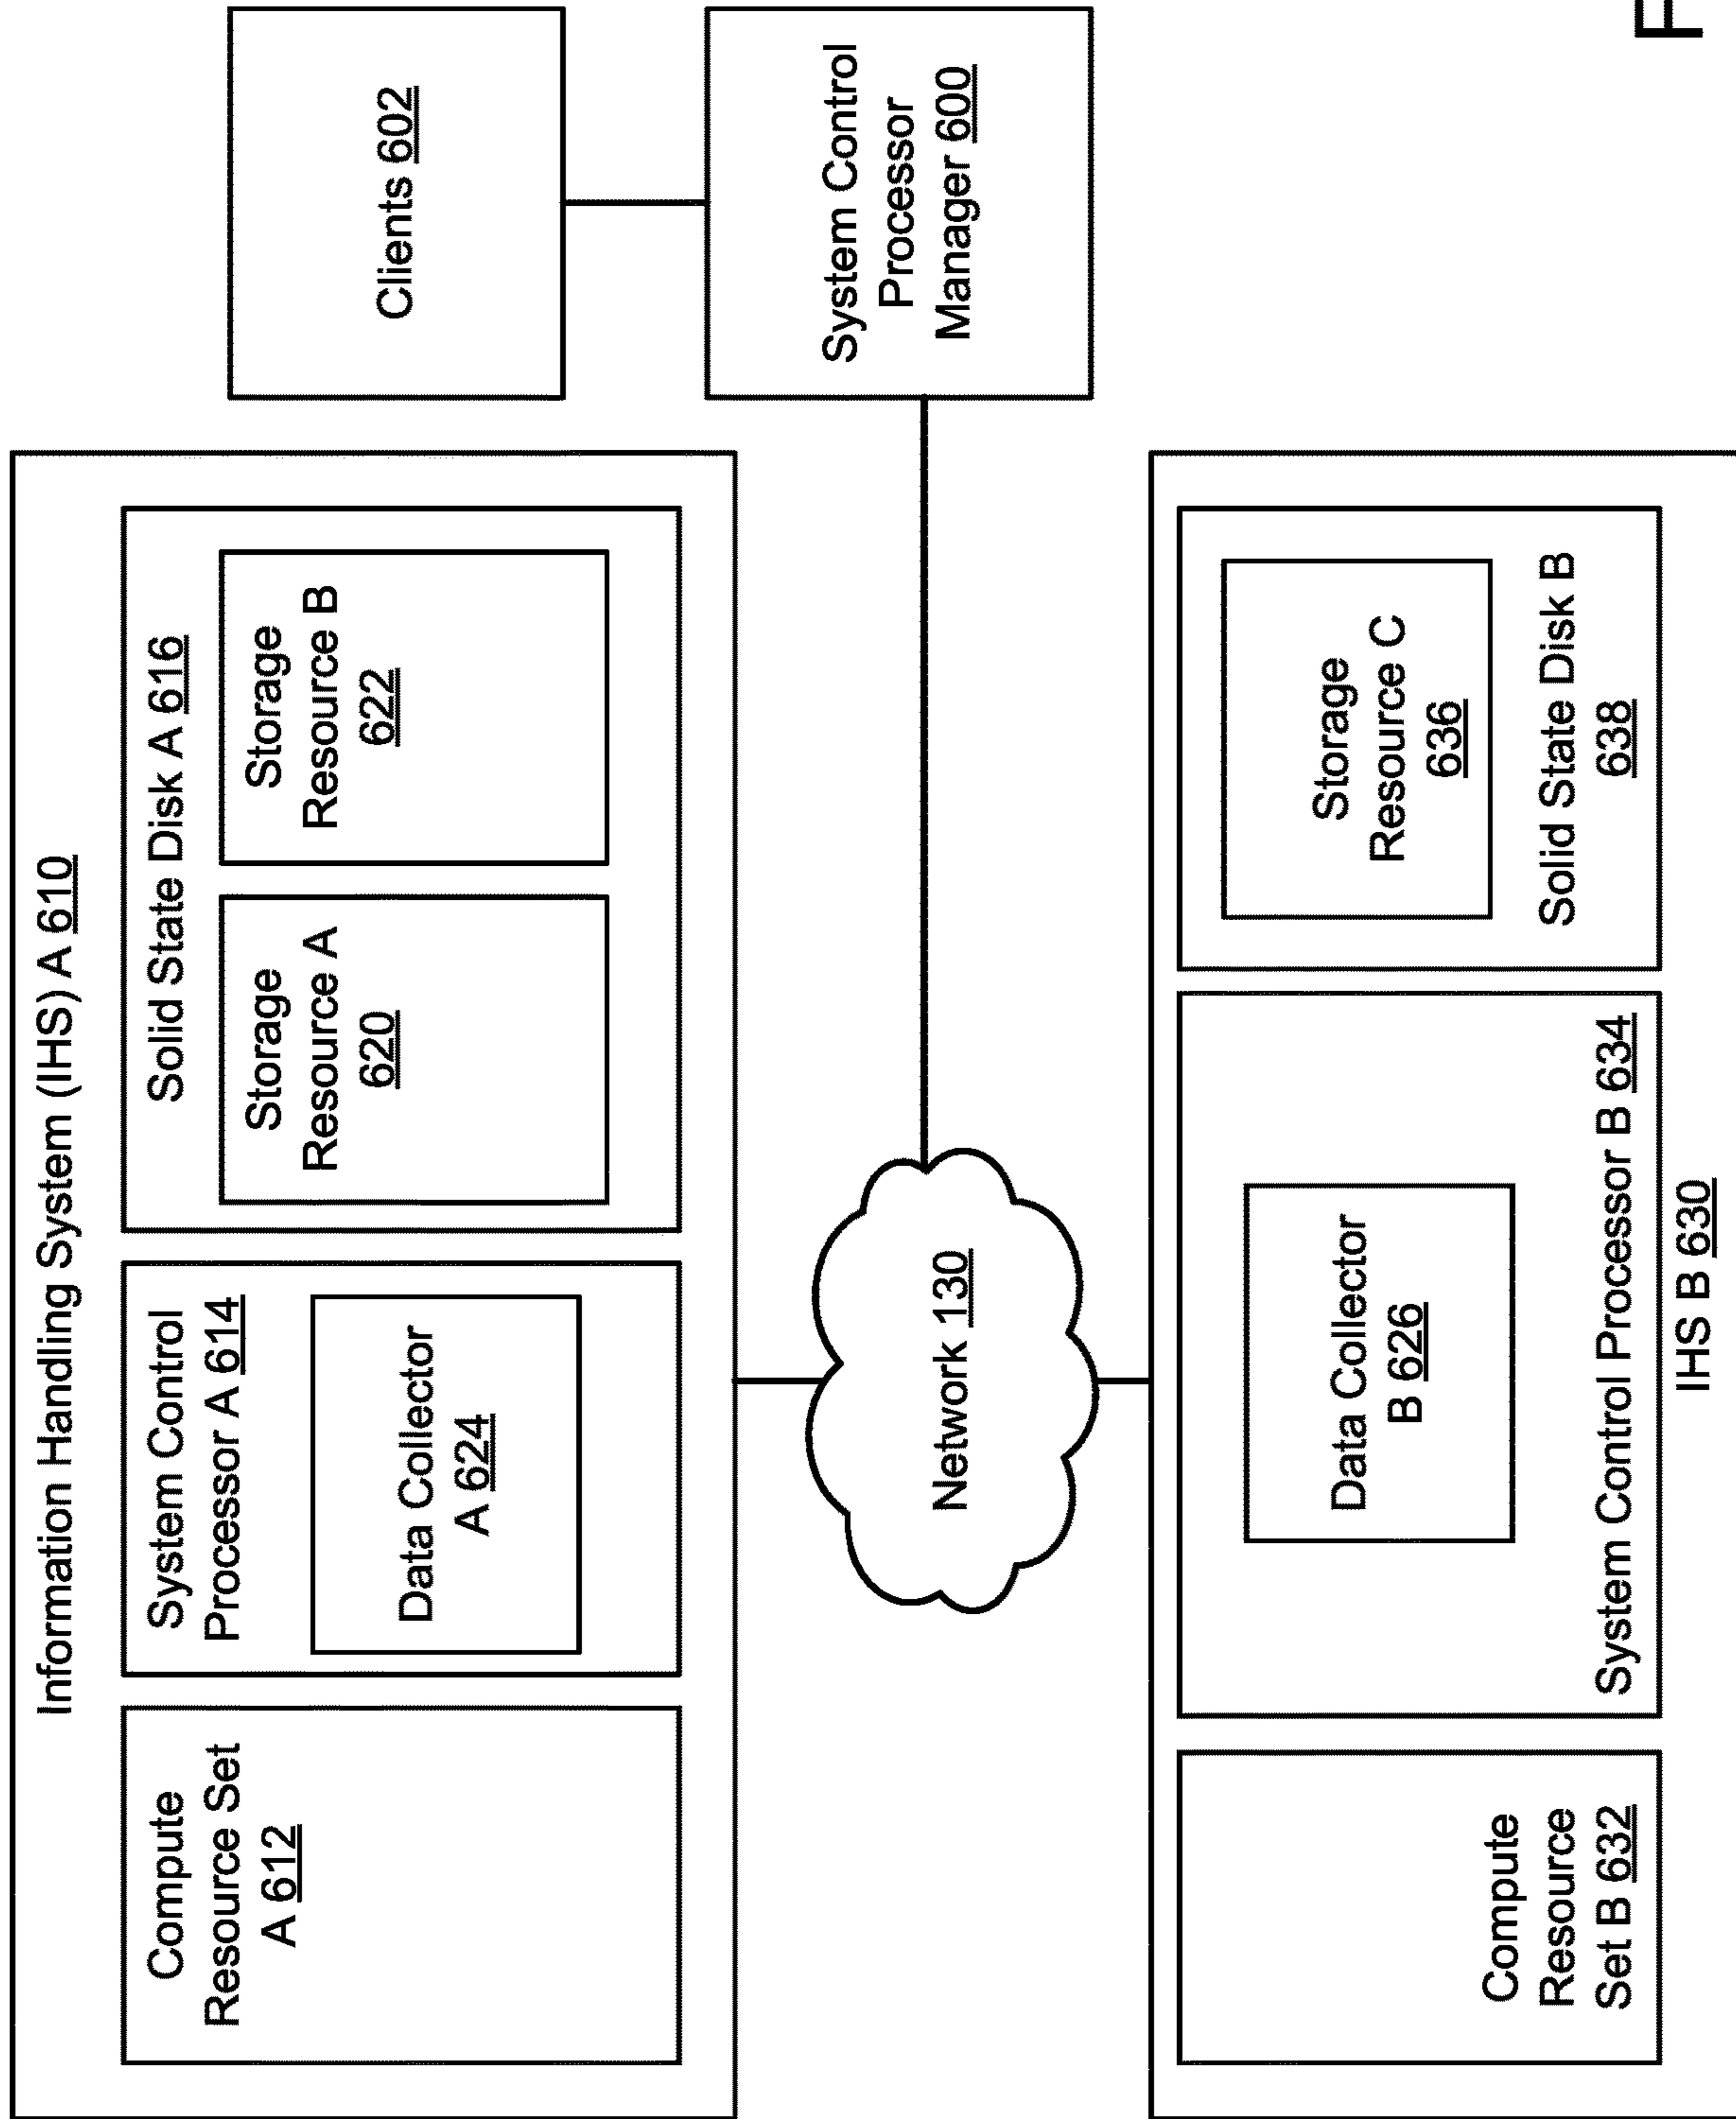 Information Handling System (IHS) A 610
Compute
Resource Set
A 612
System Control
Processor A 614
Data Collector
A 624
Solid State Disk A 616
Storage
Resource A
620
Storage
Resource B
622
Clients 602
System Control
Processor
Manager 600
Network 130
Compute
Resource
Set B 632
Data Collector
B 626
System Control Processor B 634
Storage
Resource C
636
Solid State Disk B
638
IHS B 630